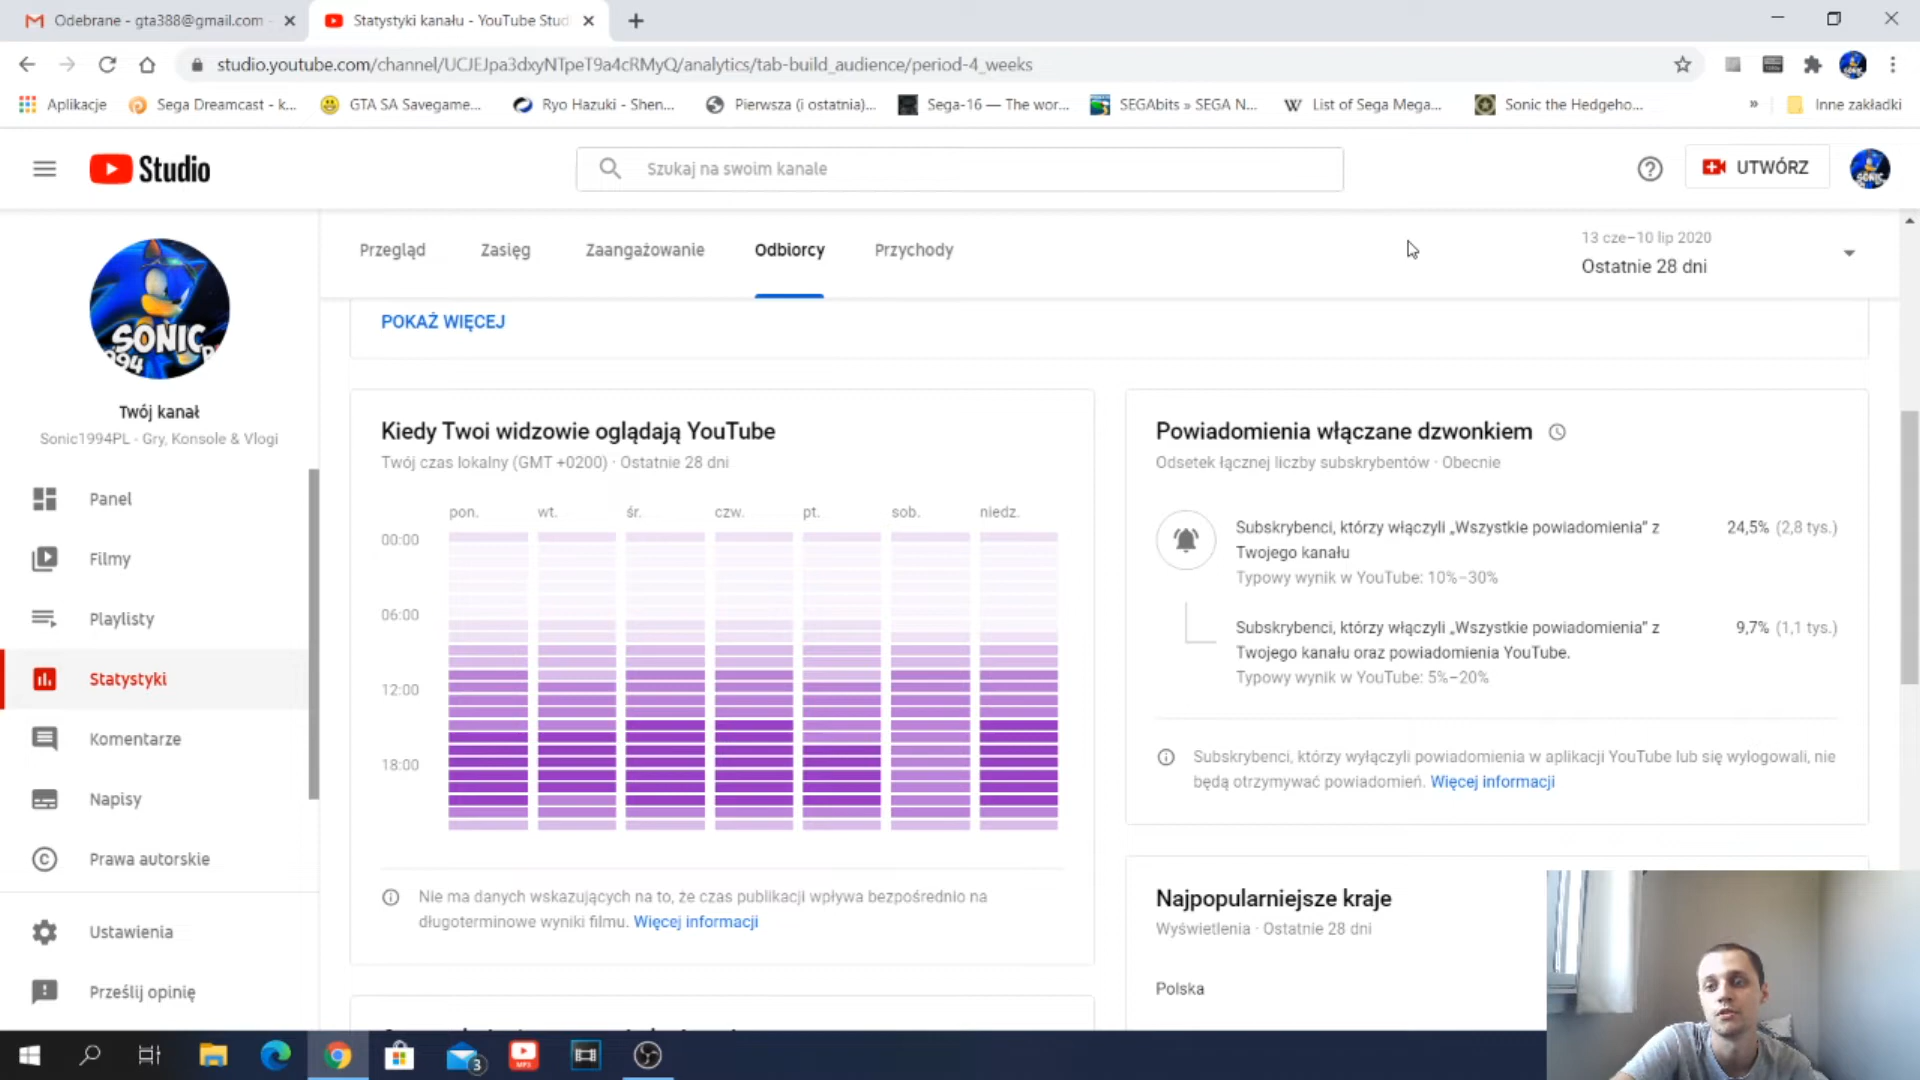 Odebrane - gta388@gmail.com -
Statystyki kanału - YouTube Stud
studio.youtube.com/channel/UCJEJpa3dxyNTpeT9a4cRMyQ/analytics/tab-build_audience/period-4_weeks
Aplikacje
Sega Dreamcast - k...
GTA SA Savegame...
Ryo Hazuki - Shen...
Pierwsza (i ostatnia)...
Sega-16 — The wor...
SEGAbits » SEGA N...
List of Sega Mega...
Sonic the Hedgeho...
»
Inne zakładki
Studio
Szukaj na swoim kanale
UTWÓRZ
Przegląd
Zasięg
Zaangażowanie
Odbiorcy
Przychody
13 cze–10 lip 2020
Ostatnie 28 dni
SONIC
Twój kanał
Sonic1994PL - Gry, Konsole & Vlogi
Panel
Filmy
Playlisty
Statystyki
Komentarze
Napisy
Prawa autorskie
Ustawienia
Prześlij opinię
POKAŻ WIĘCEJ
Kiedy Twoi widzowie oglądają YouTube
Twój czas lokalny (GMT +0200) · Ostatnie 28 dni
pon. wt. śr. czw. pt. sob. niedz.
00:00
06:00
12:00
18:00
Nie ma danych wskazujących na to, że czas publikacji wpływa bezpośrednio na
długoterminowe wyniki filmu. Więcej informacji
Powiadomienia włączane dzwonkiem
Odsetek łącznej liczby subskrybentów · Obecnie
Subskrybenci, którzy włączyli „Wszystkie powiadomienia” z
Twojego kanału
24,5% (2,8 tys.)
Typowy wynik w YouTube: 10%–30%
Subskrybenci, którzy włączyli „Wszystkie powiadomienia” z
Twojego kanału oraz powiadomienia YouTube.
9,7% (1,1 tys.)
Typowy wynik w YouTube: 5%–20%
Subskrybenci, którzy wyłączyli powiadomienia w aplikacji YouTube lub się wylogowali, nie
będą otrzymywać powiadomień. Więcej informacji
Najpopularniejsze kraje
Wyświetlenia · Ostatnie 28 dni
Polska
3